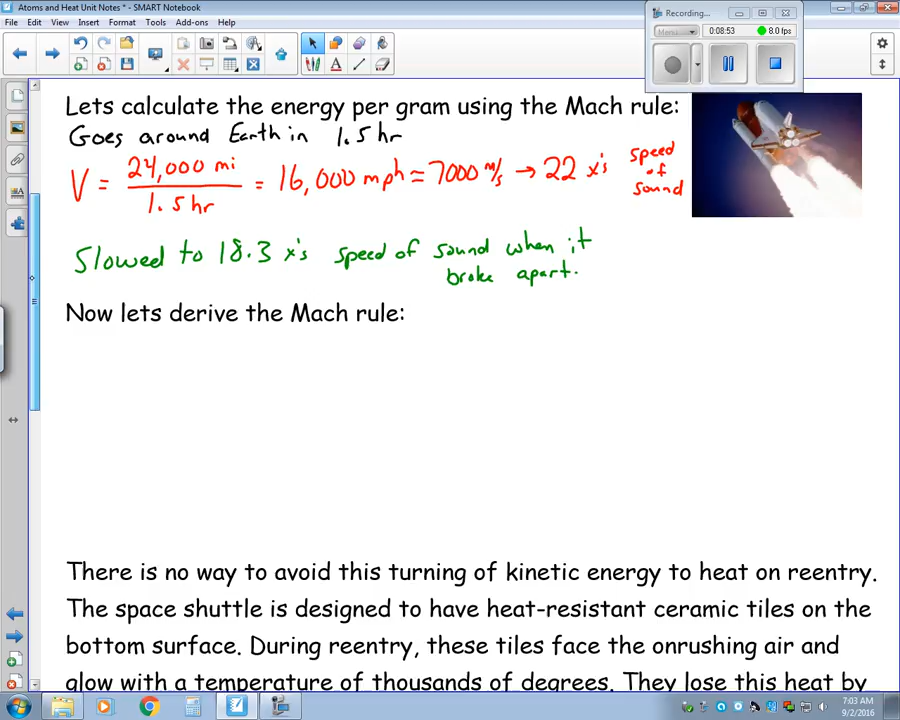 Atoms and Heat Unit Notes * - SMART Notebook
File Edit View Insert Format Tools Add-ons Help
Recording...
Menu
0:08:53
8.0 fps
Lets calculate the energy per gram using the Mach rule:
Goes around Earth in 1.5 hr
V = 24,000 mi / 1.5 hr = 16,000 mph ≈ 7000 m/s → 22 x's speed of sound
Slowed to 18.3 x's speed of sound when it
broke apart.
Now lets derive the Mach rule:
There is no way to avoid this turning of kinetic energy to heat on reentry.
The space shuttle is designed to have heat-resistant ceramic tiles on the
bottom surface. During reentry, these tiles face the onrushing air and
glow with a temperature of thousands of degrees. They lose this heat by
7:03 AM
9/2/2016